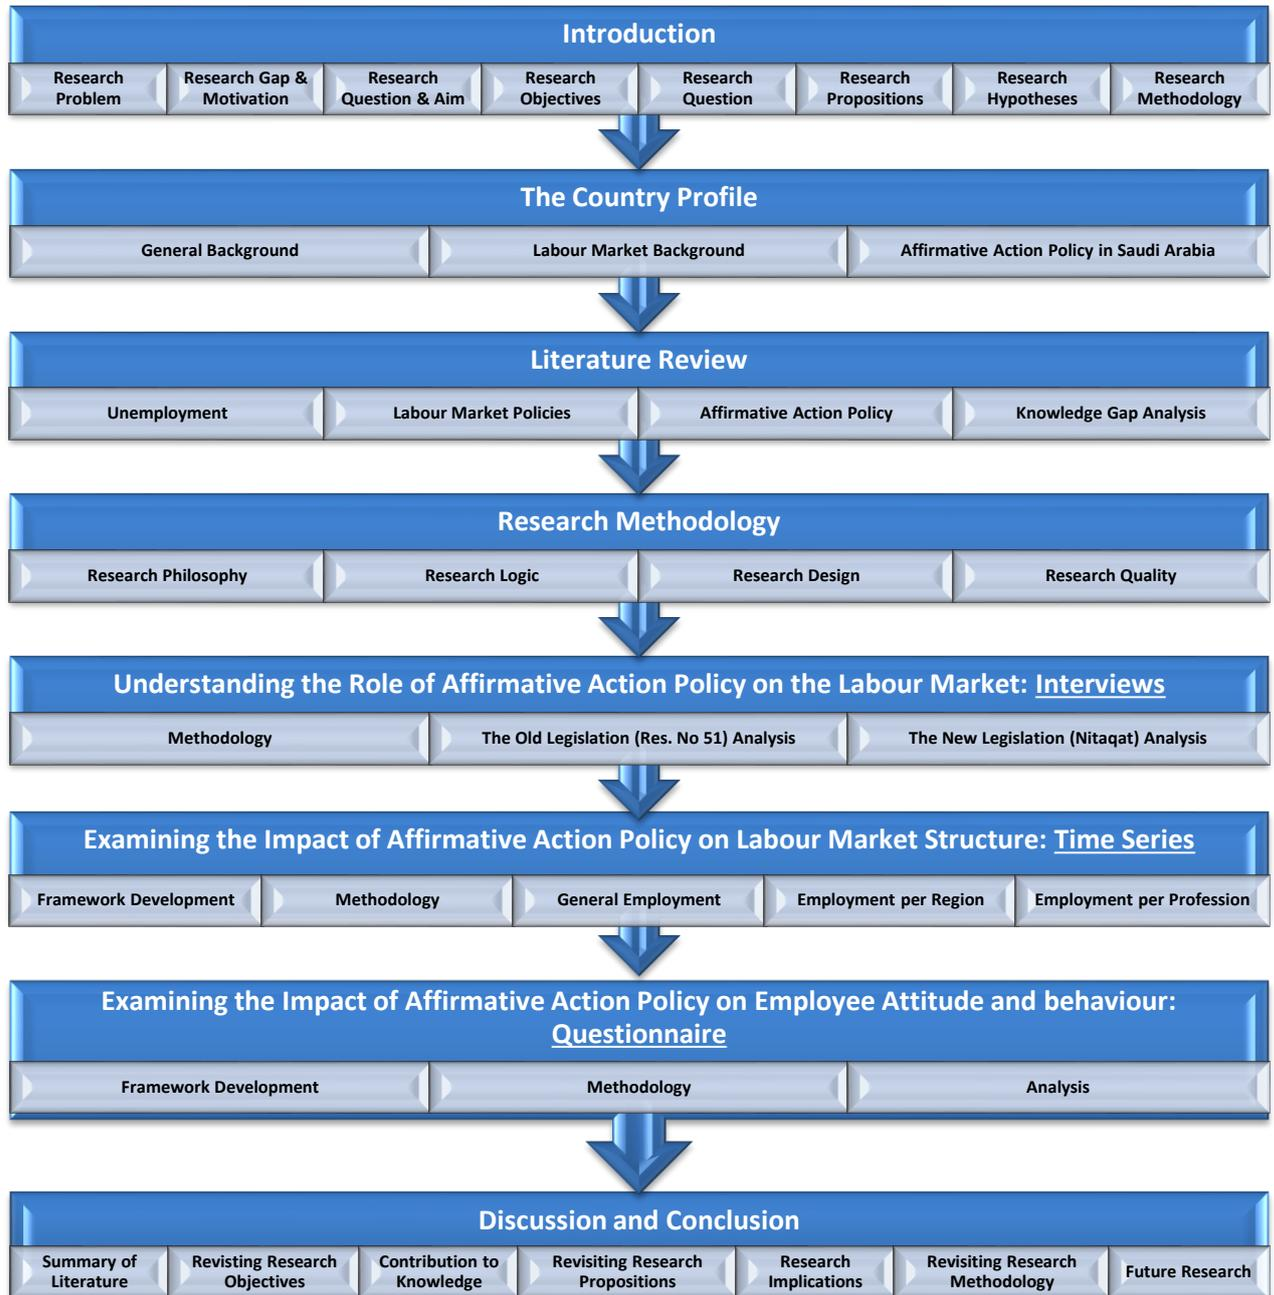 Introduction
Research Problem
Research Gap & Motivation
Research Question & Aim
Research Objectives
Research Question
Research Propositions
Research Hypotheses
Research Methodology
The Country Profile
General Background
Labour Market Background
Affirmative Action Policy in Saudi Arabia
Literature Review
Unemployment
Labour Market Policies
Affirmative Action Policy
Knowledge Gap Analysis
Research Methodology
Research Philosophy
Research Logic
Research Design
Research Quality
Understanding the Role of Affirmative Action Policy on the Labour Market: Interviews
Methodology
The Old Legislation (Res. No 51) Analysis
The New Legislation (Nitaqat) Analysis
Examining the Impact of Affirmative Action Policy on Labour Market Structure: Time Series
Framework Development
Methodology
General Employment
Employment per Region
Employment per Profession
Examining the Impact of Affirmative Action Policy on Employee Attitude and behaviour:
Questionnaire
Framework Development
Methodology
Analysis
Discussion and Conclusion
Summary of Literature
Revisting Research Objectives
Contribution to Knowledge
Revisiting Research Propositions
Research Implications
Revisiting Research Methodology
Future Research